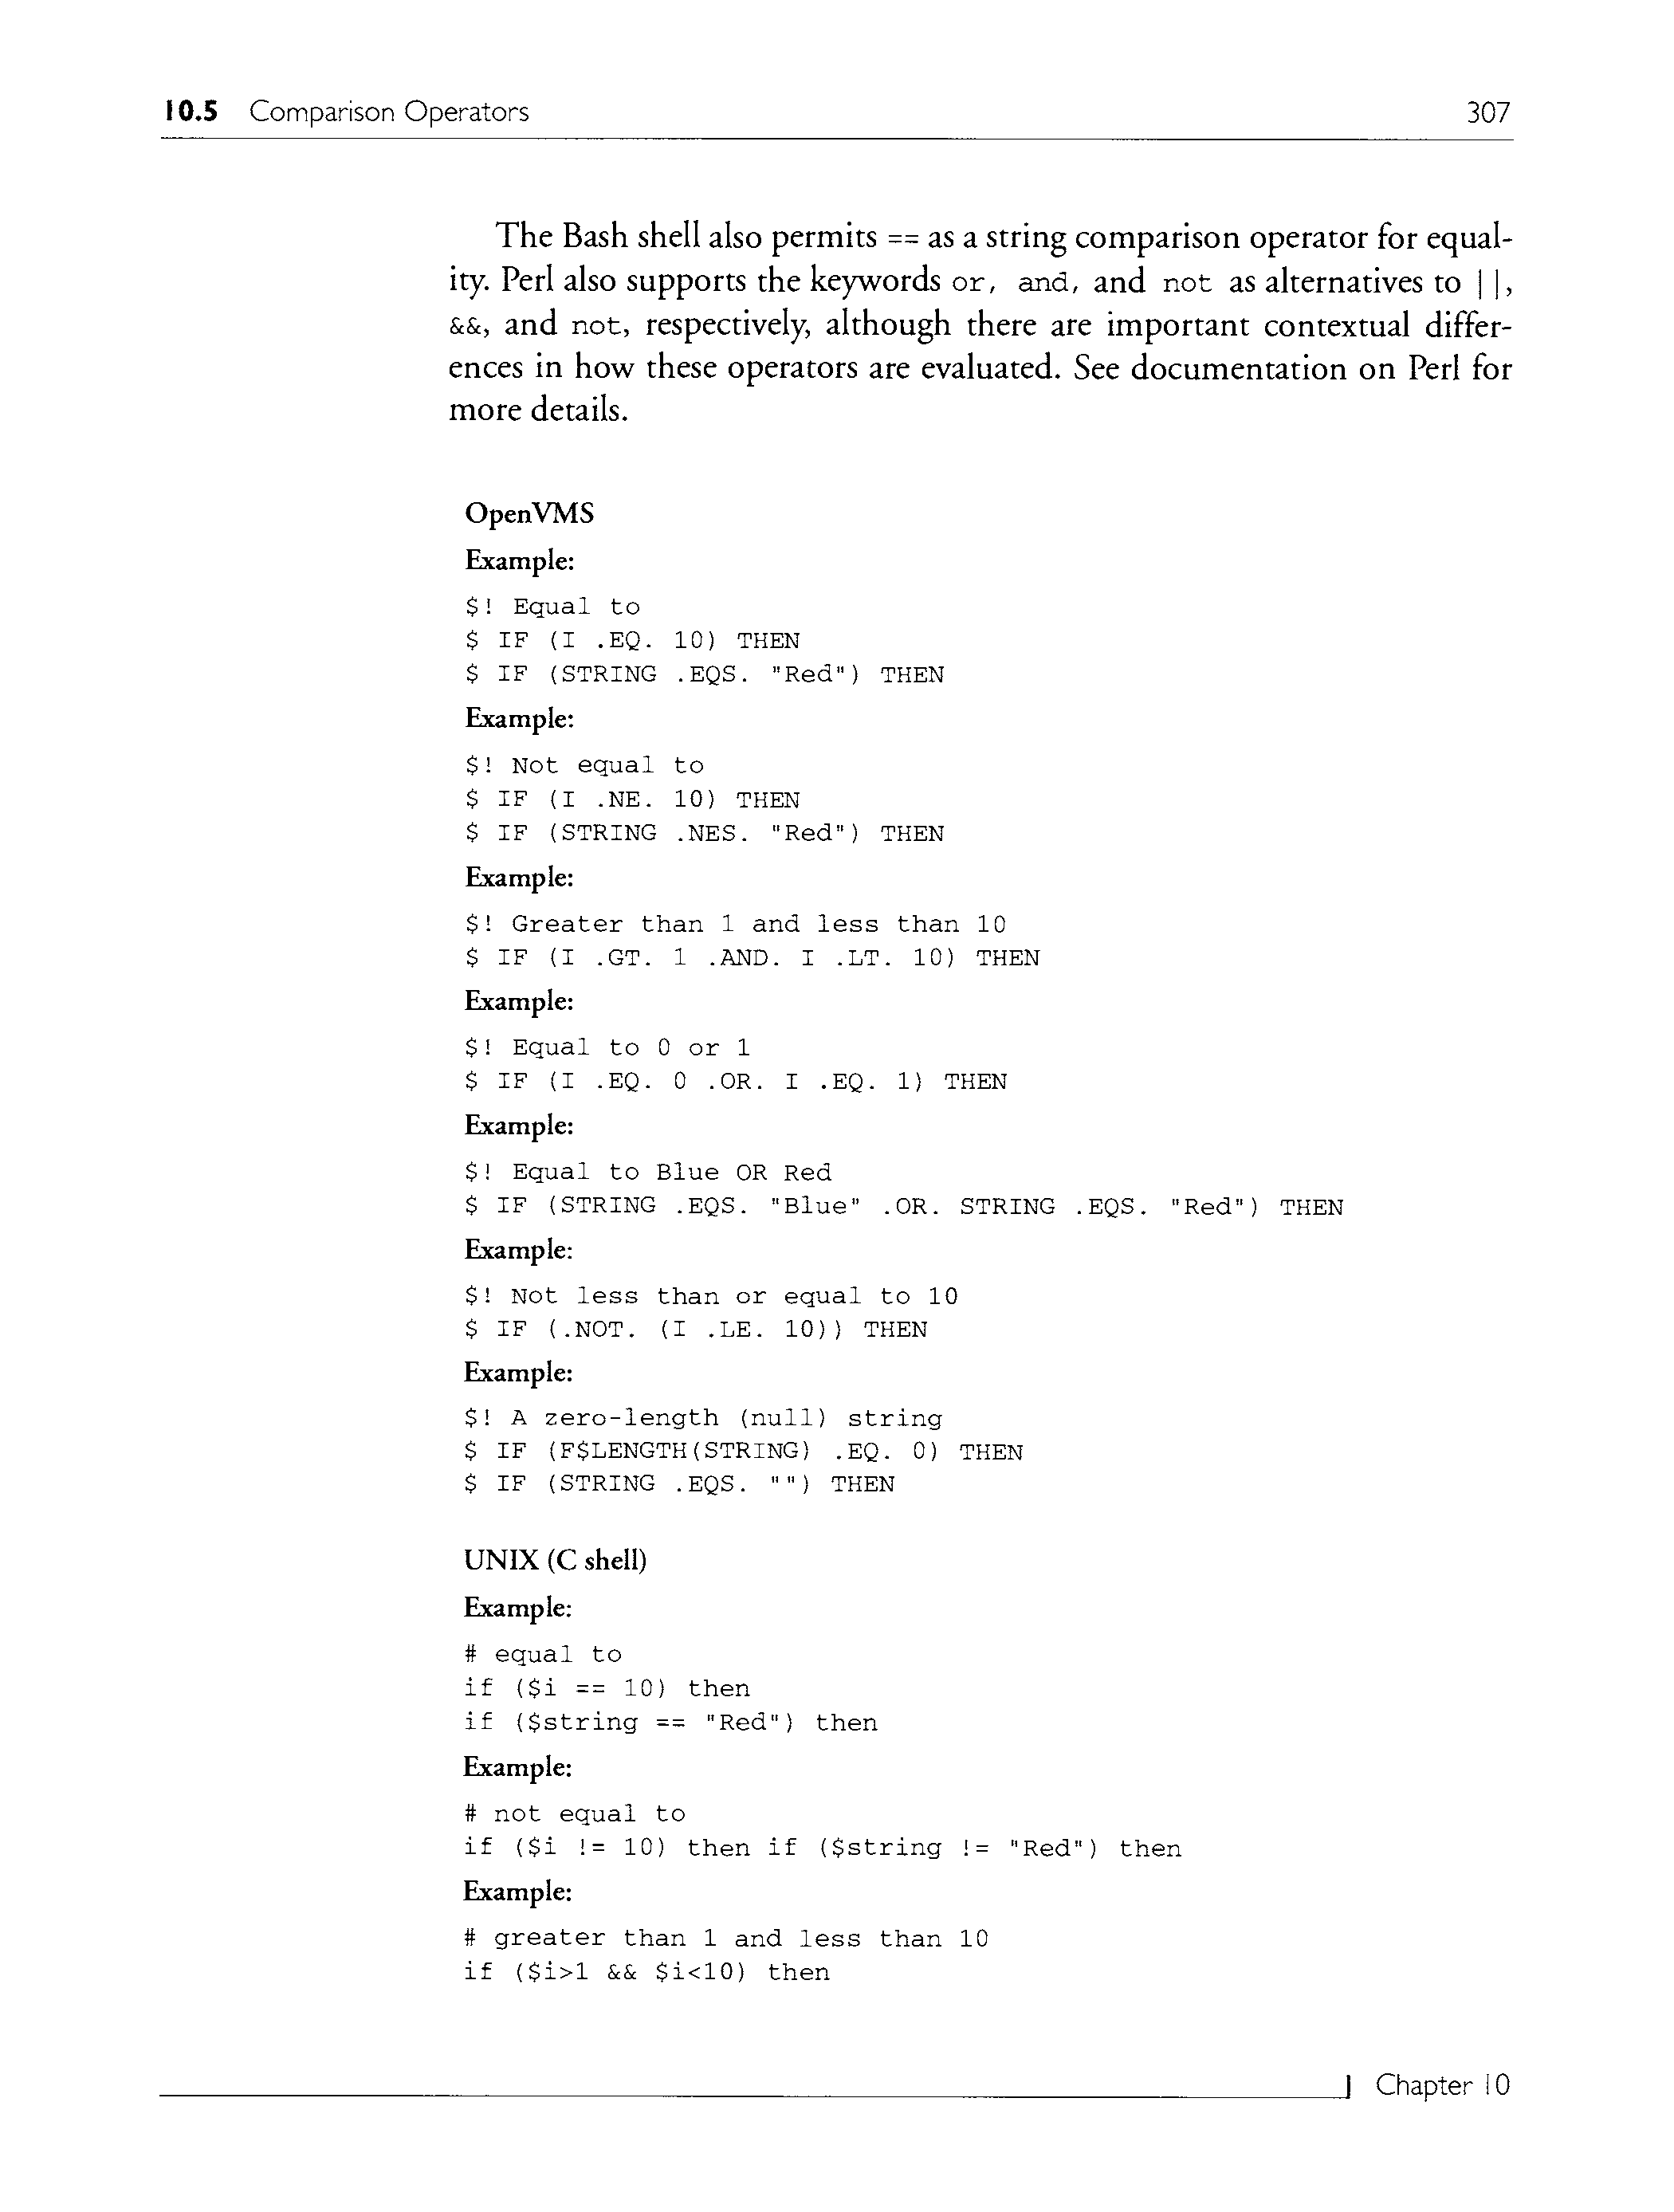 10.5 Comparison Operators 307
The Bash shell also permits == as a string comparison operator for equal-
ity. Perl also supports the keywords or, and, and not as alternatives to ||,
&&, and not, respectively, although there are important contextual differ-
ences in how these operators are evaluated. See documentation on Perl for
more details.
OpenVMS
Example:
$! Equal to
$ IF (I .EQ. 10) THEN
$ IF (STRING .EQS. "Red") THEN
Example:
$! Not equal to
$ IF (I .NE. 10) THEN
$ IF (STRING .NES. "Red") THEN
Example:
$! Greater than 1 and less than 10
$ IF (I .GT. 1 .AND. I .LT. 10) THEN
Example:
$! Equal to 0 or 1
$ IF (I .EQ. 0 .OR. I .EQ. 1) THEN
Example:
$! Equal to Blue OR Red
$ IF (STRING .EQS. "Blue" .OR. STRING .EQS. "Red") THEN
Example:
$! Not less than or equal to 10
$ IF (.NOT. (I .LE. 10)) THEN
Example:
$! A zero-length (null) string
$ IF (F$LENGTH(STRING) .EQ. 0) THEN
$ IF (STRING .EQS. "") THEN
UNIX (C shell)
Example:
# equal to
if ($i == 10) then
if ($string == "Red") then
Example:
# not equal to
if ($i != 10) then if ($string != "Red") then
Example:
# greater than 1 and less than 10
if ($i>1 && $i<10) then
Chapter 10